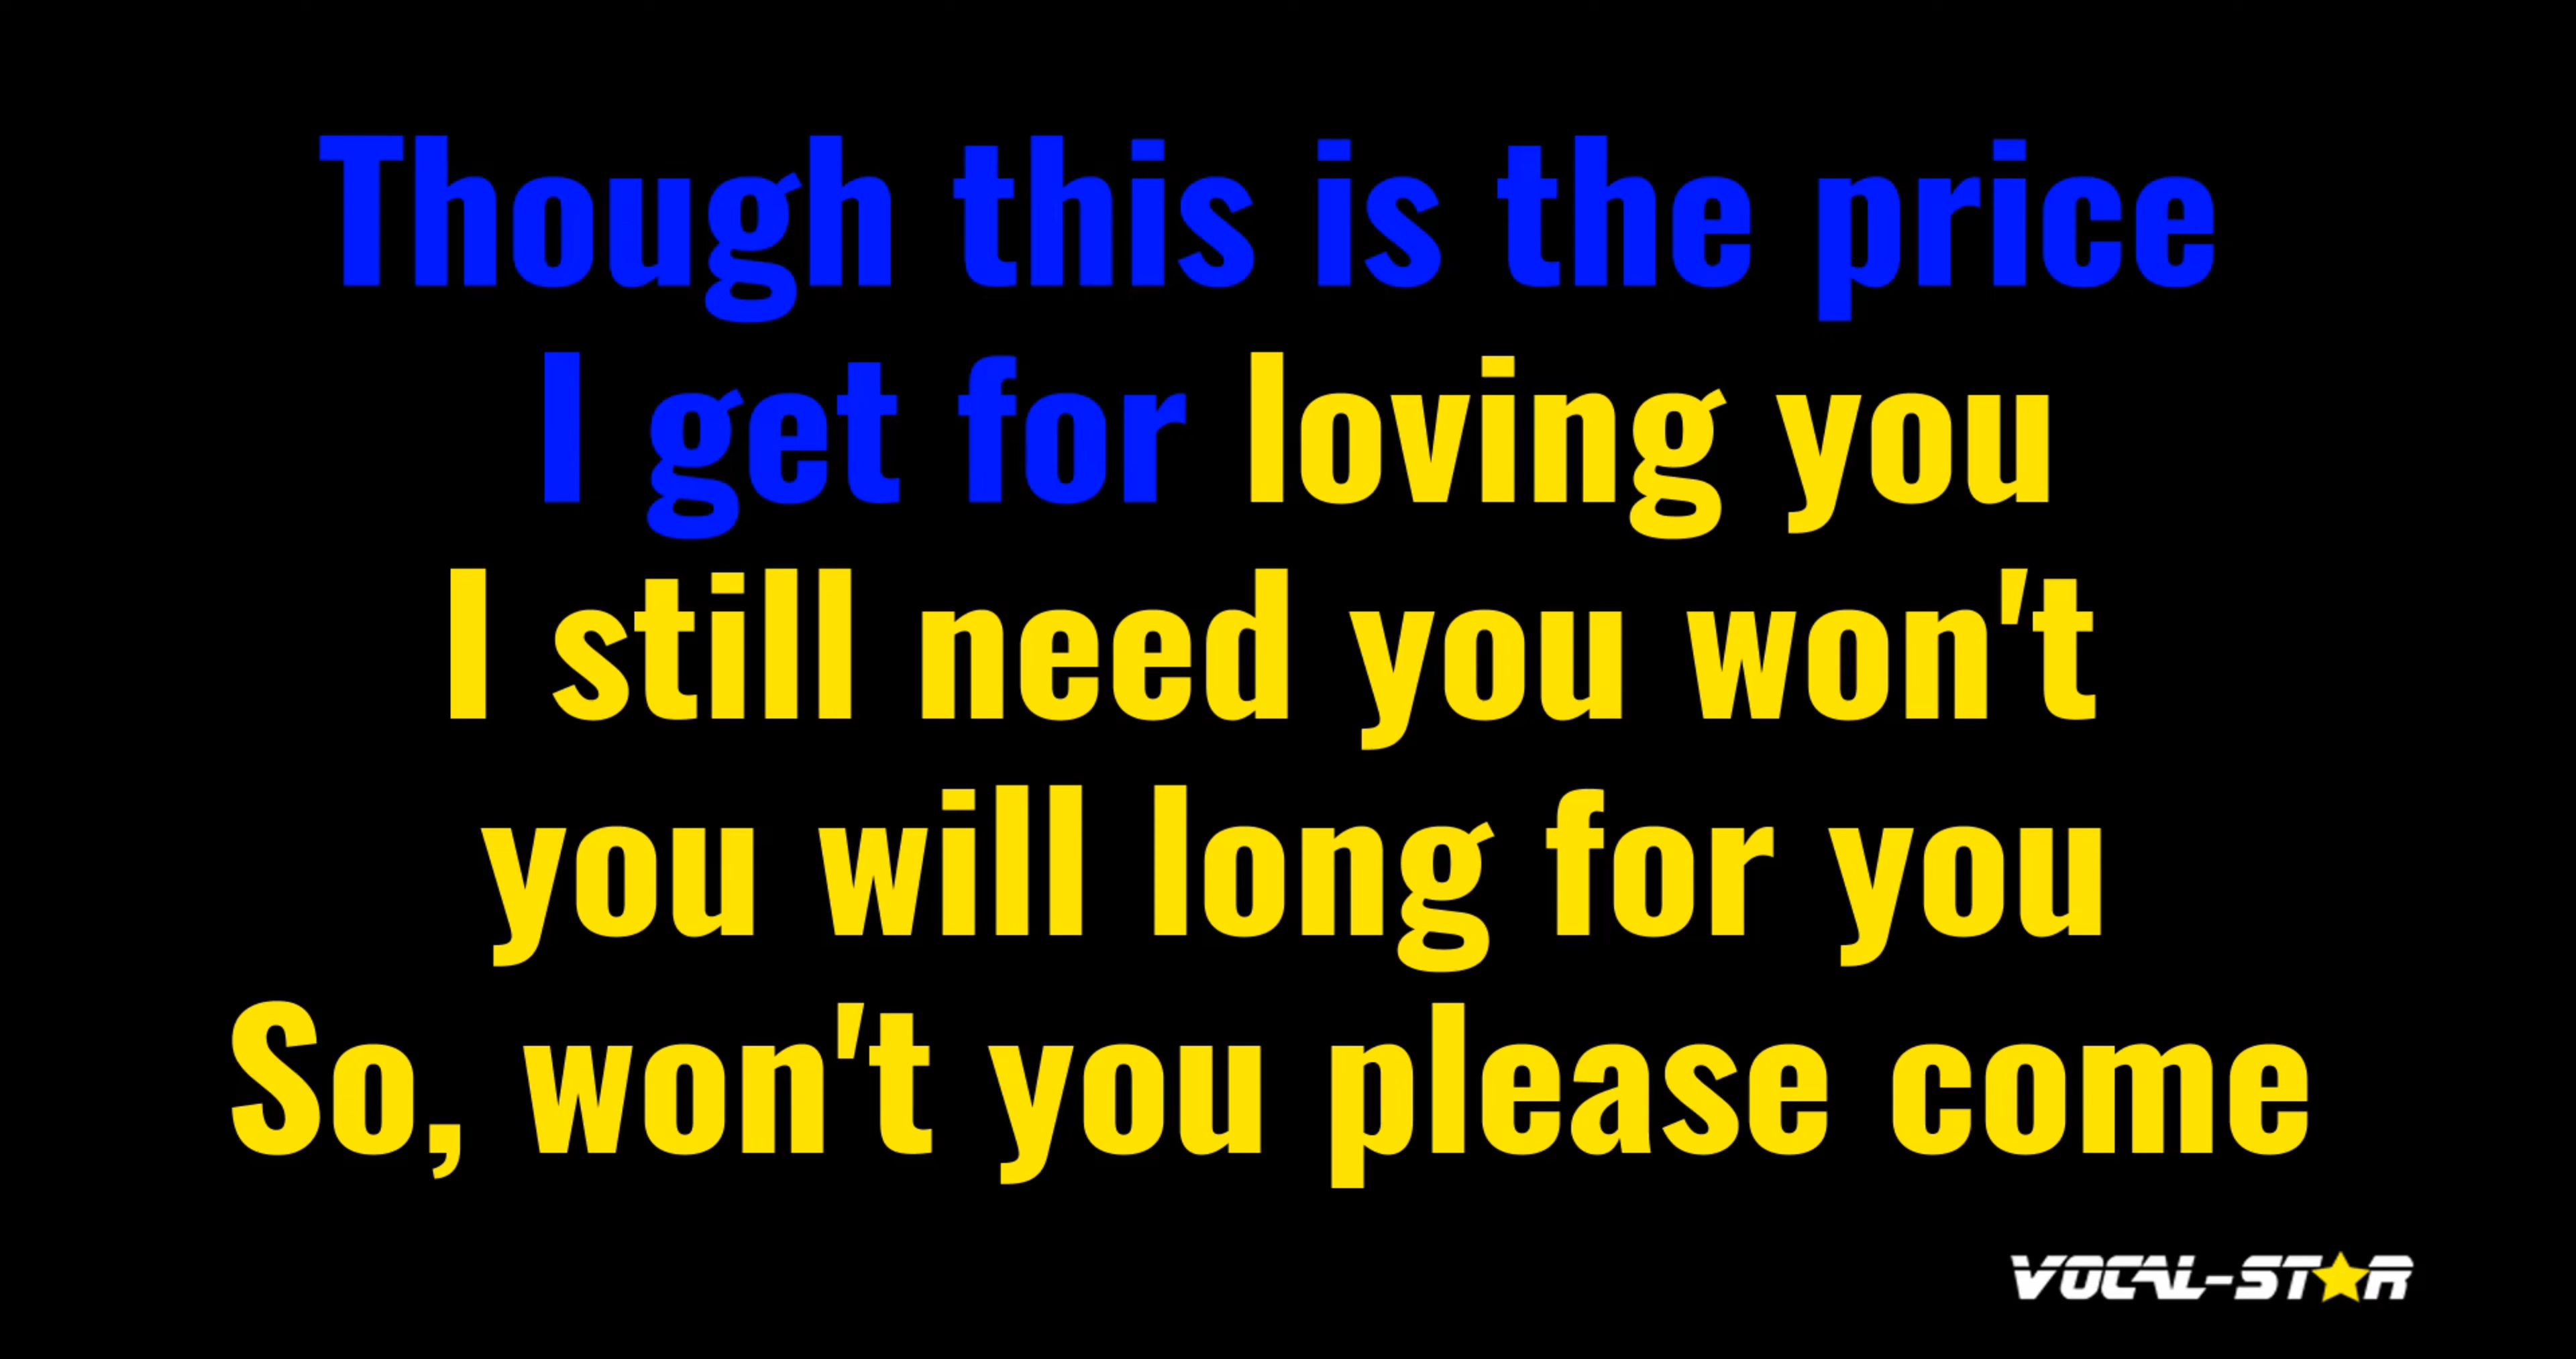 Though this is the price
I get for loving you
I still need you won't
you will long for you
So, won't you please come
VOCAL-STAR